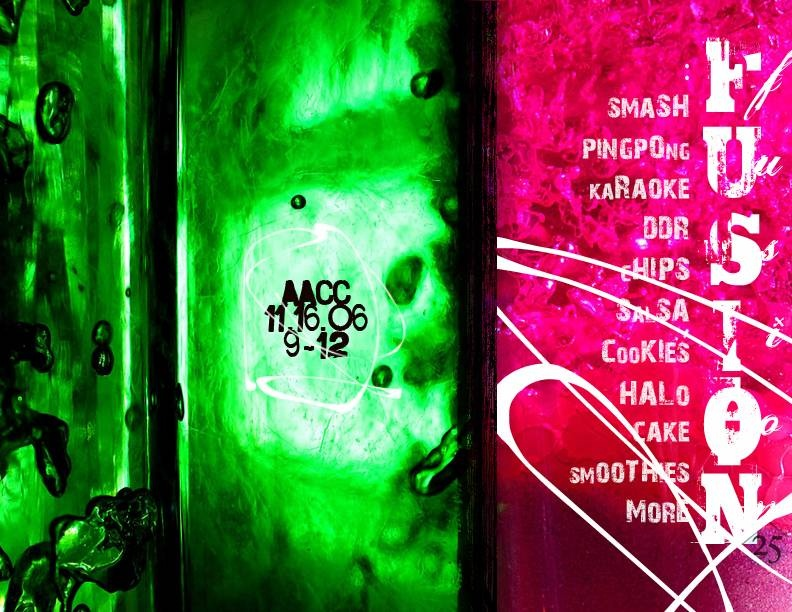 AACC
11.16.06
9-12
FUSION
fusion
:
SMASH
PINGPONG
KARAOKE
DDR
CHIPS
SALSA
COOKIES
HALO
CAKE
SMOOTHIES
MORE
25